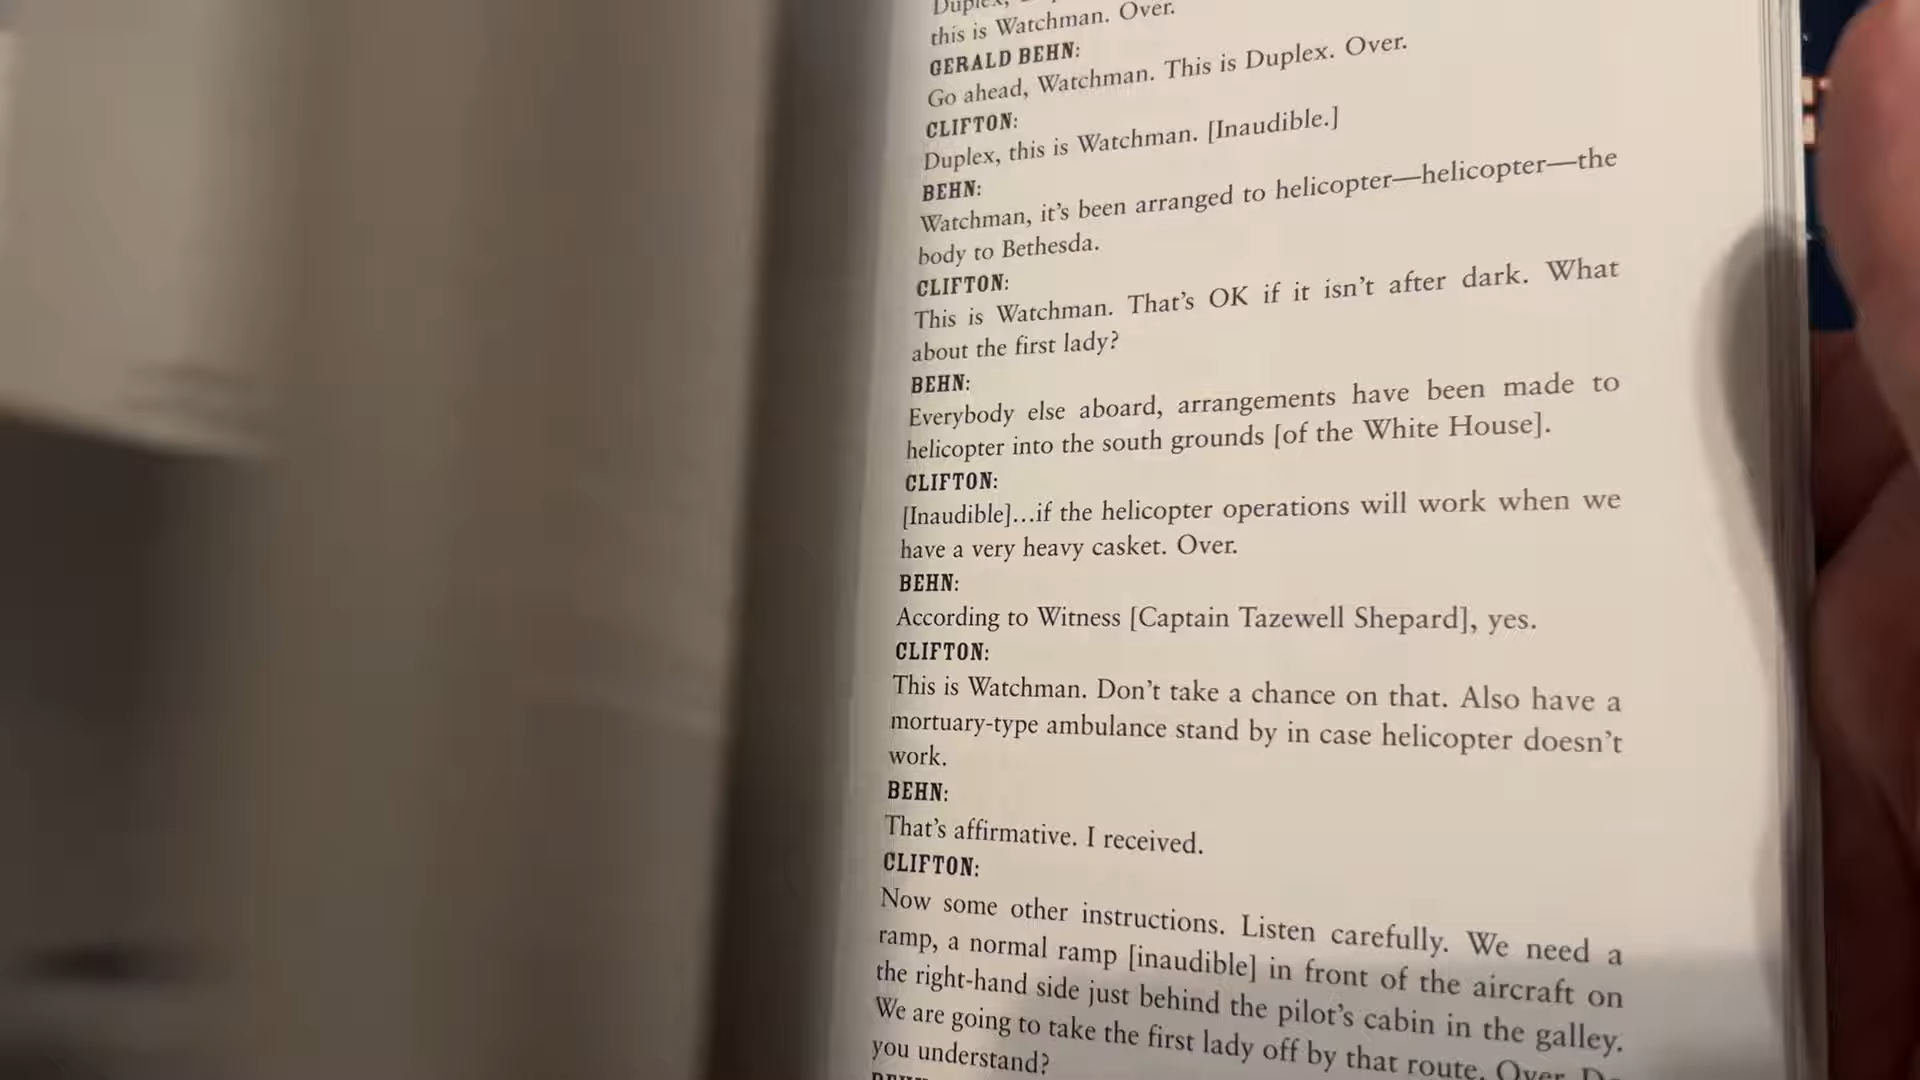 Duplex,
this is Watchman. Over.
GERALD BEHN:
Go ahead, Watchman. This is Duplex. Over.
CLIFTON:
Duplex, this is Watchman. [Inaudible.]
BEHN:
Watchman, it’s been arranged to helicopter—helicopter—the
body to Bethesda.
CLIFTON:
This is Watchman. That’s OK if it isn’t after dark. What
about the first lady?
BEHN:
Everybody else aboard, arrangements have been made to
helicopter into the south grounds [of the White House].
CLIFTON:
[Inaudible]…if the helicopter operations will work when we
have a very heavy casket. Over.
BEHN:
According to Witness [Captain Tazewell Shepard], yes.
CLIFTON:
This is Watchman. Don’t take a chance on that. Also have a
mortuary-type ambulance stand by in case helicopter doesn’t
work.
BEHN:
That’s affirmative. I received.
CLIFTON:
Now some other instructions. Listen carefully. We need a
ramp, a normal ramp [inaudible] in front of the aircraft on
the right-hand side just behind the pilot’s cabin in the galley.
We are going to take the first lady off by that route. Over. Do
you understand?